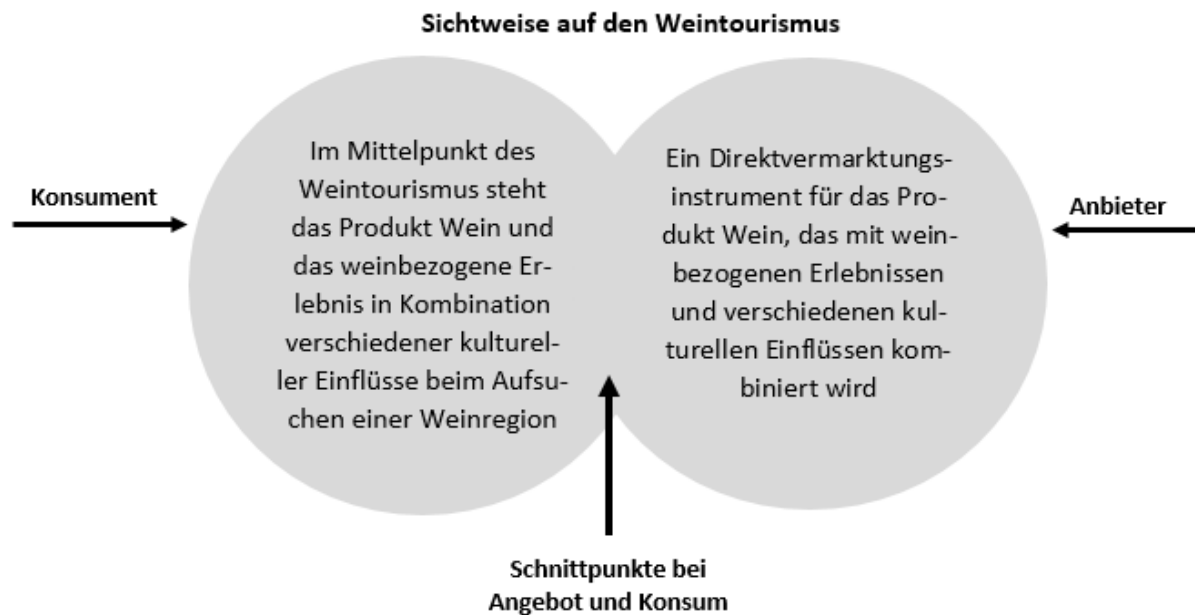 Sichtweise auf den Weintourismus
Konsument
Im Mittelpunkt des
Weintourismus steht
das Produkt Wein und
das weinbezogene Er-
lebnis in Kombination
verschiedener kulturel-
ler Einflüsse beim Aufsu-
chen einer Weinregion
Ein Direktvermarktungs-
instrument für das Pro-
dukt Wein, das mit wein-
bezogenen Erlebnissen
und verschiedenen kul-
turellen Einflüssen kom-
biniert wird
Anbieter
Schnittpunkte bei
Angebot und Konsum